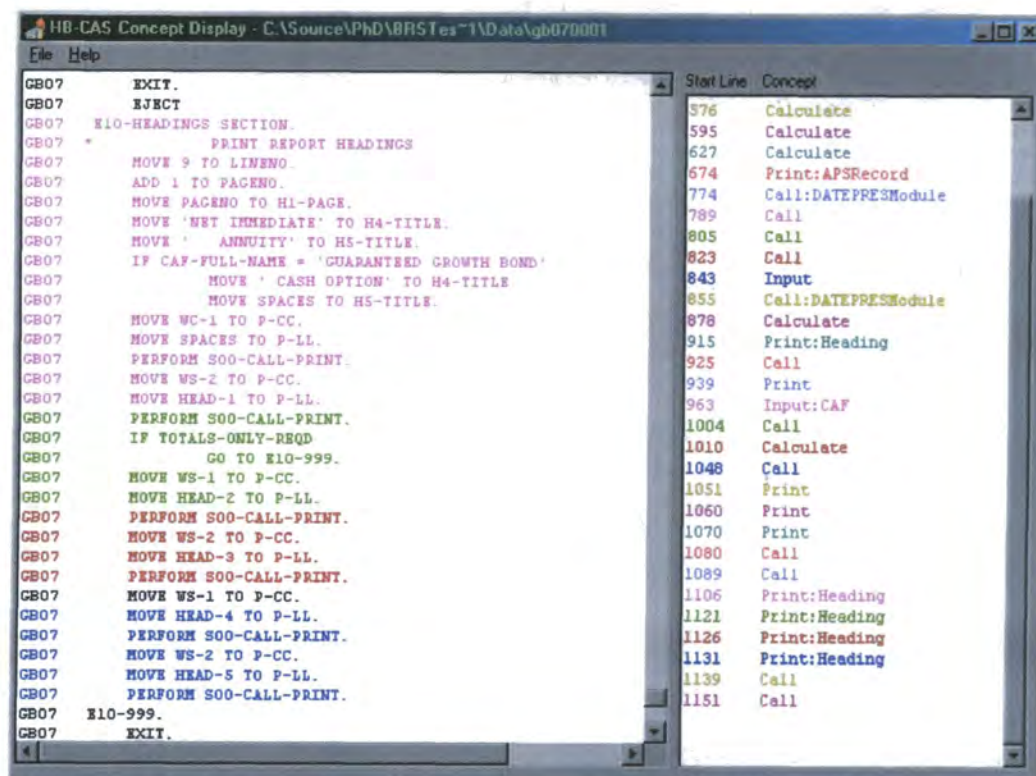 HB-CAS Concept Display - C:\Source\PhD\BRSTes~1\Data\gb070001
File Help
GB07 EXIT.
GB07 EJECT
GB07 E10-HEADINGS SECTION.
GB07 * PRINT REPORT HEADINGS
GB07 MOVE 9 TO LINENO.
GB07 ADD 1 TO PAGENO.
GB07 MOVE PAGENO TO H1-PAGE.
GB07 MOVE 'NET IMMEDIATE' TO H4-TITLE.
GB07 MOVE ' ANNUITY' TO H5-TITLE.
GB07 IF CAF-FULL-NAME = 'GUARANTEED GROWTH BOND'
GB07 MOVE ' CASH OPTION' TO H4-TITLE
GB07 MOVE SPACES TO H5-TITLE.
GB07 MOVE WC-1 TO P-CC.
GB07 MOVE SPACES TO P-LL.
GB07 PERFORM S00-CALL-PRINT.
GB07 MOVE WS-2 TO P-CC.
GB07 MOVE HEAD-1 TO P-LL.
GB07 PERFORM S00-CALL-PRINT.
GB07 IF TOTALS-ONLY-REQD
GB07 GO TO E10-999.
GB07 MOVE WS-1 TO P-CC.
GB07 MOVE HEAD-2 TO P-LL.
GB07 PERFORM S00-CALL-PRINT.
GB07 MOVE WS-2 TO P-CC.
GB07 MOVE HEAD-3 TO P-LL.
GB07 PERFORM S00-CALL-PRINT.
GB07 MOVE WS-1 TO P-CC.
GB07 MOVE HEAD-4 TO P-LL.
GB07 PERFORM S00-CALL-PRINT.
GB07 MOVE WS-2 TO P-CC.
GB07 MOVE HEAD-5 TO P-LL.
GB07 PERFORM S00-CALL-PRINT.
GB07 E10-999.
GB07 EXIT.
Start Line Concept
576 Calculate
595 Calculate
627 Calculate
674 Print:APSRecord
774 Call:DATEPRESModule
789 Call
805 Call
823 Call
843 Input
855 Call:DATEPRESModule
878 Calculate
915 Print:Heading
925 Call
939 Print
963 Input:CAF
1004 Call
1010 Calculate
1048 Call
1051 Print
1060 Print
1070 Print
1080 Call
1089 Call
1106 Print:Heading
1121 Print:Heading
1126 Print:Heading
1131 Print:Heading
1139 Call
1151 Call